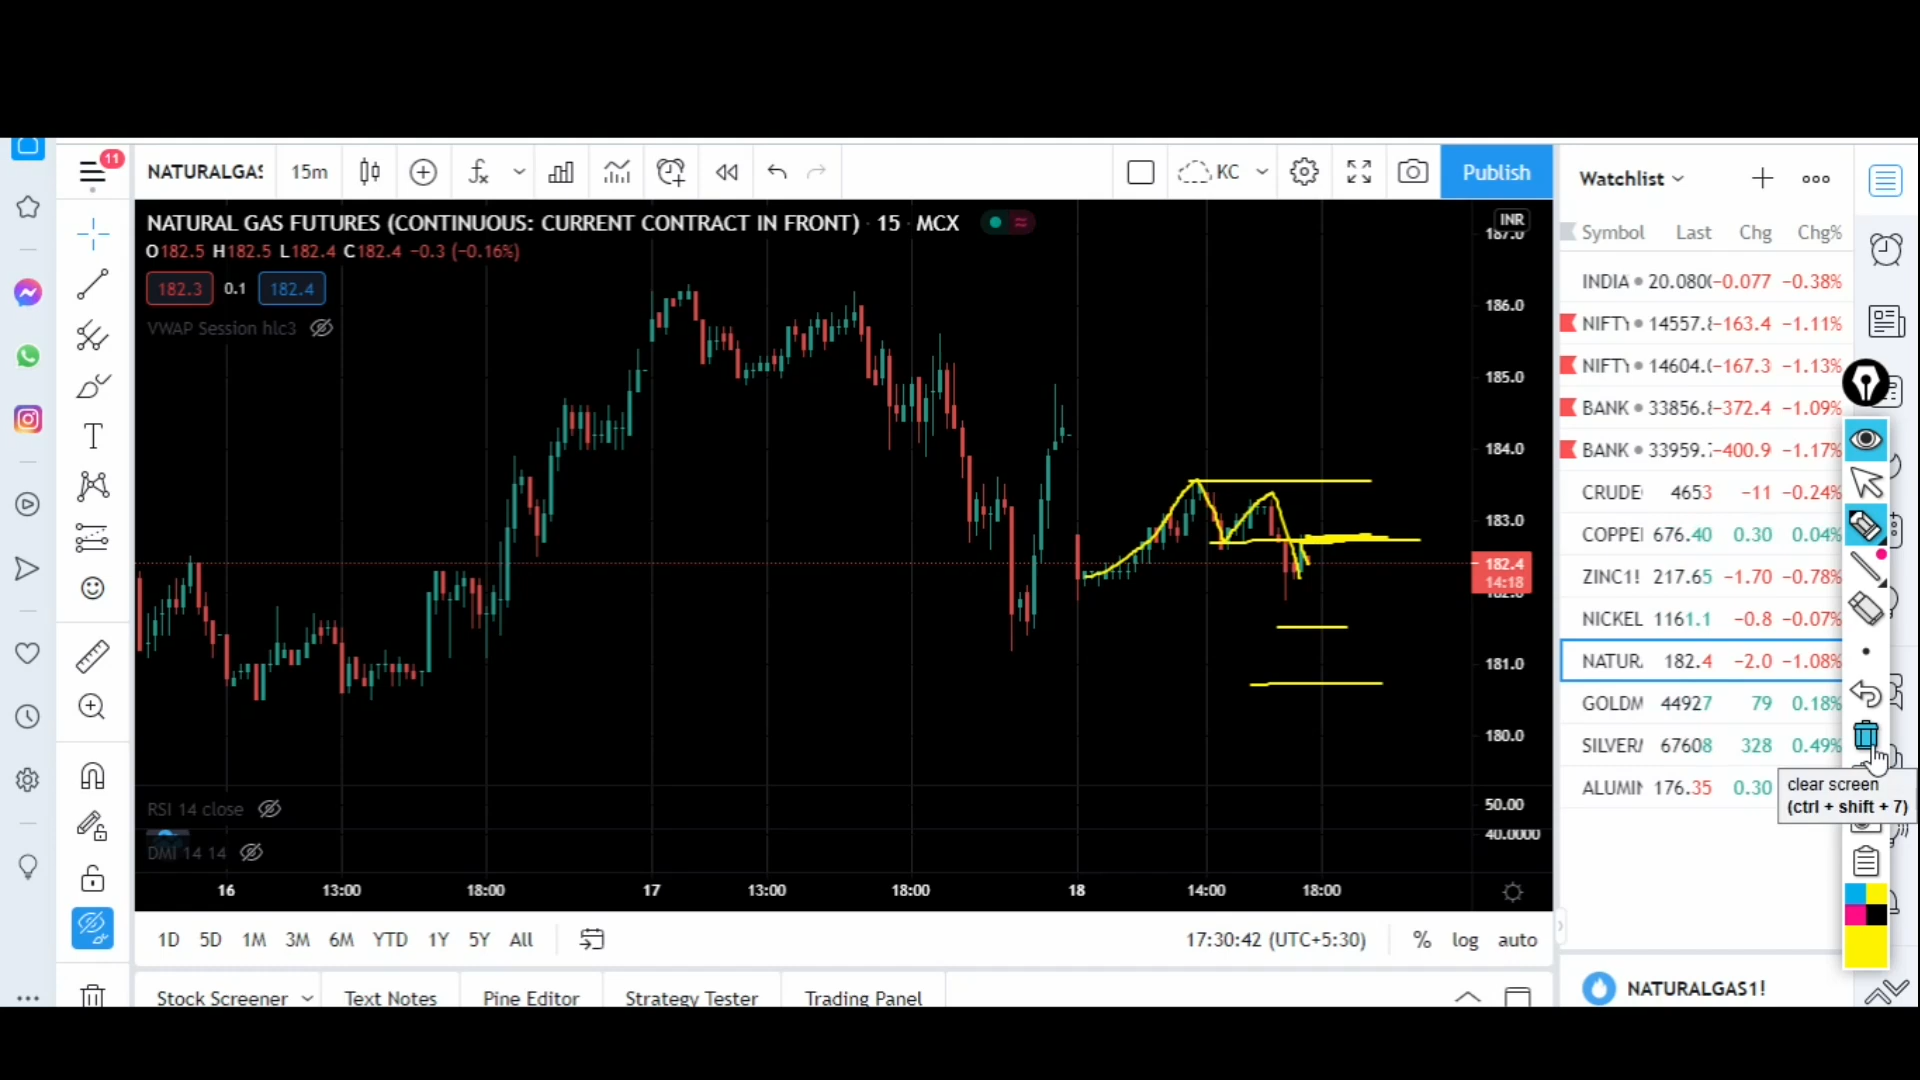 11
NATURALGAS
15m
KC
Publish
NATURAL GAS FUTURES (CONTINUOUS: CURRENT CONTRACT IN FRONT) · 15 · MCX
O182.5 H182.5 L182.4 C182.4 −0.3 (−0.16%)
182.3 0.1 182.4
VWAP Session hlc3
INR
187.0
186.0
185.0
184.0
183.0
182.4
14:18
182.0
181.0
180.0
RSI 14 close
50.00
DMI 14 14
40.0000
16 13:00 18:00 17 13:00 18:00 18 14:00 18:00
1D 5D 1M 3M 6M YTD 1Y 5Y All
17:30:42 (UTC+5:30) % log auto
Stock Screener Text Notes Pine Editor Strategy Tester Trading Panel
Watchlist
Symbol Last Chg Chg%
INDIA 20.080 −0.077 −0.38%
NIFTY 14557.8 −163.4 −1.11%
NIFTY 14604.0 −167.3 −1.13%
BANK 33856.8 −372.4 −1.09%
BANK 33959.7 −400.9 −1.17%
CRUDE 4653 −11 −0.24%
COPPE 676.40 0.30 0.04%
ZINC1! 217.65 −1.70 −0.78%
NICKEL 1161.1 −0.8 −0.07%
NATUR 182.4 −2.0 −1.08%
GOLDM 44927 79 0.18%
SILVER 67608 328 0.49%
ALUMIN 176.35 0.30
clear screen
(ctrl + shift + 7)
NATURALGAS1!